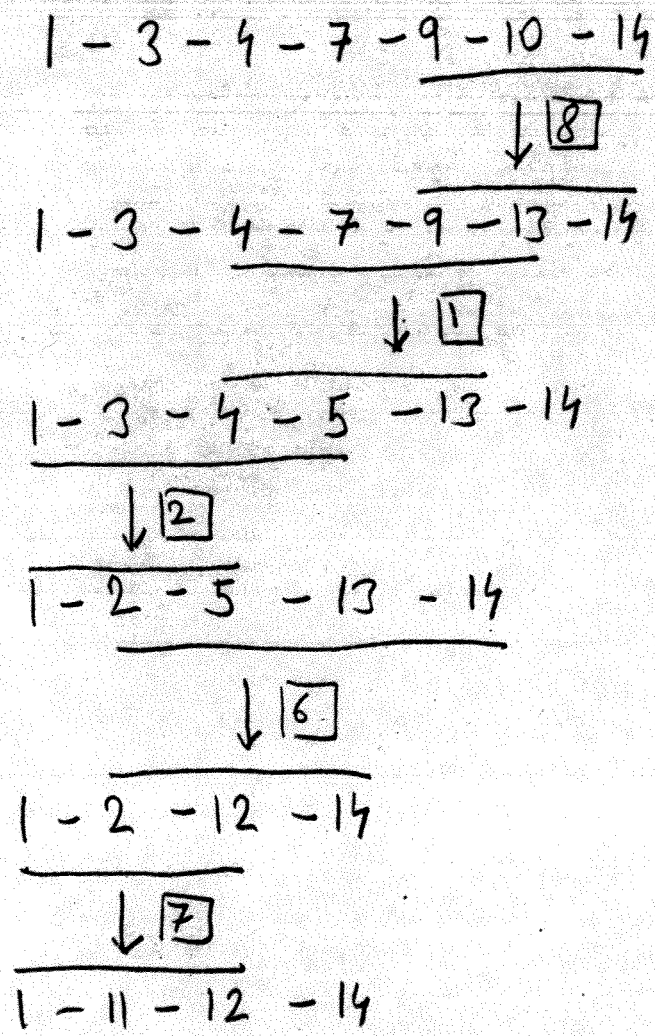 1 - 3 - 4 - 7 - 9 - 10 - 14
↓ 8
1 - 3 - 4 - 7 - 9 - 13 - 14
↓ 1
1 - 3 - 4 - 5 - 13 - 14
↓ 2
1 - 2 - 5 - 13 - 14
↓ 6
1 - 2 - 12 - 14
↓ 7
1 - 11 - 12 - 14